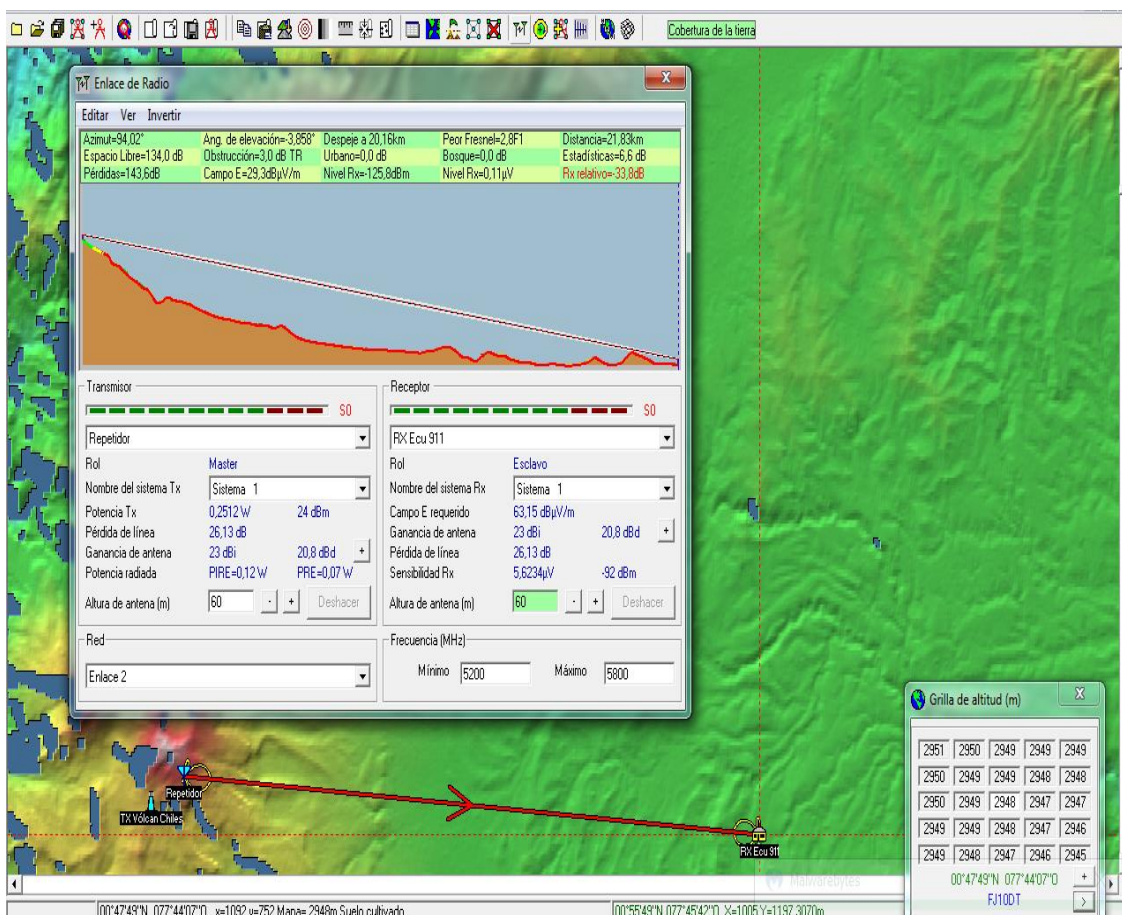 Cobertura de la tierra
Enlace de Radio
X
Editar Ver Invertir
Azimut=94,02° Ang. de elevación=-3,858° Despeje a 20,16km Peor Fresnel=2,8F1 Distancia=21,83km
Espacio Libre=134,0 dB Obstrucción=3,0 dB TR Urbano=0,0 dB Bosque=0,0 dB Estadísticas=6,6 dB
Pérdidas=143,6dB Campo E=29,3dBµV/m Nivel Rx=-125,8dBm Nivel Rx=0,11µV Rx relativo=-33,8dB
Transmisor
S0
Repetidor
Rol Master
Nombre del sistema Tx Sistema 1
Potencia Tx 0,2512 W 24 dBm
Pérdida de línea 26,13 dB
Ganancia de antena 23 dBi 20,8 dBd +
Potencia radiada PIRE=0,12 W PRE=0,07 W
Altura de antena (m) 60 - + Deshacer
Receptor
S0
RX Ecu 911
Rol Esclavo
Nombre del sistema Rx Sistema 1
Campo E requerido 63,15 dBµV/m
Ganancia de antena 23 dBi 20,8 dBd +
Pérdida de línea 26,13 dB
Sensibilidad Rx 5,6234µV -92 dBm
Altura de antena (m) 60 - + Deshacer
Red
Enlace 2
Frecuencia (MHz)
Mínimo 5200 Máximo 5800
Repetidor
TX Vólcan Chiles
RX Ecu 911
Grilla de altitud (m)
X
2951 2950 2949 2949 2949
2950 2949 2949 2948 2948
2950 2949 2948 2947 2947
2949 2949 2948 2947 2946
2949 2948 2947 2946 2945
00°47'49"N 077°44'07"O +
FJ10DT >
Malwarebytes
00°47'49"N 077°44'07"O x=1092 y=752 Mapa= 2948m Suelo cultivado
00°55'49"N 077°45'42"O X=1005 Y=1197 3070m